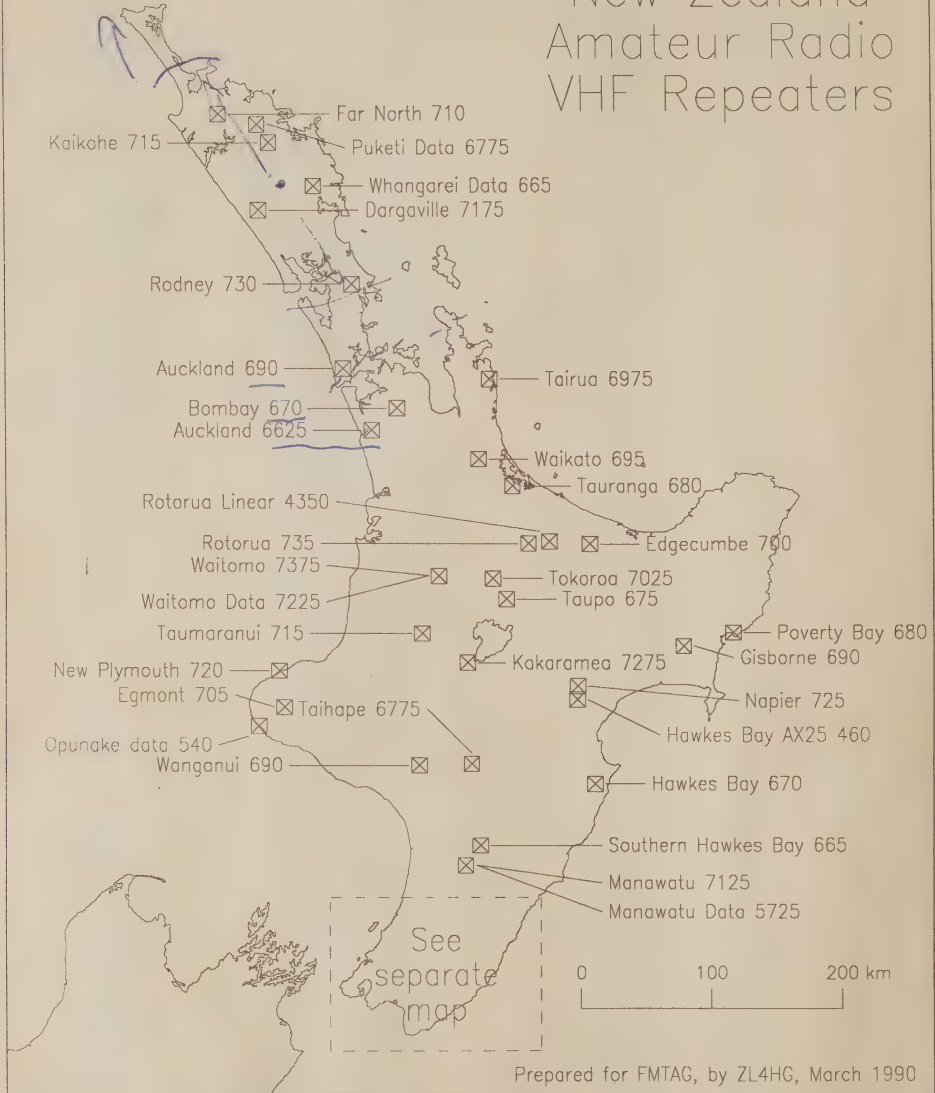 New Zealand
Amateur Radio
VHF Repeaters
Far North 710
Puketi Data 6775
Kaikohe 715
Whangarei Data 665
Dargaville 7175
Rodney 730
Auckland 690
Tairua 6975
Bombay 670
Auckland 6625
Waikato 695
Tauranga 680
Rotorua Linear 4350
Rotorua 735
Edgecumbe 700
Waitomo 7375
Tokoroa 7025
Waitomo Data 7225
Taupo 675
Taumaranui 715
Poverty Bay 680
Gisborne 690
Kakaramea 7275
New Plymouth 720
Egmont 705
Taihape 6775
Napier 725
Hawkes Bay AX25 460
Opunake data 540
Wanganui 690
Hawkes Bay 670
Southern Hawkes Bay 665
Manawatu 7125
Manawatu Data 5725
See
separate
map
0 100 200 km
Prepared for FMTAG, by ZL4HG, March 1990